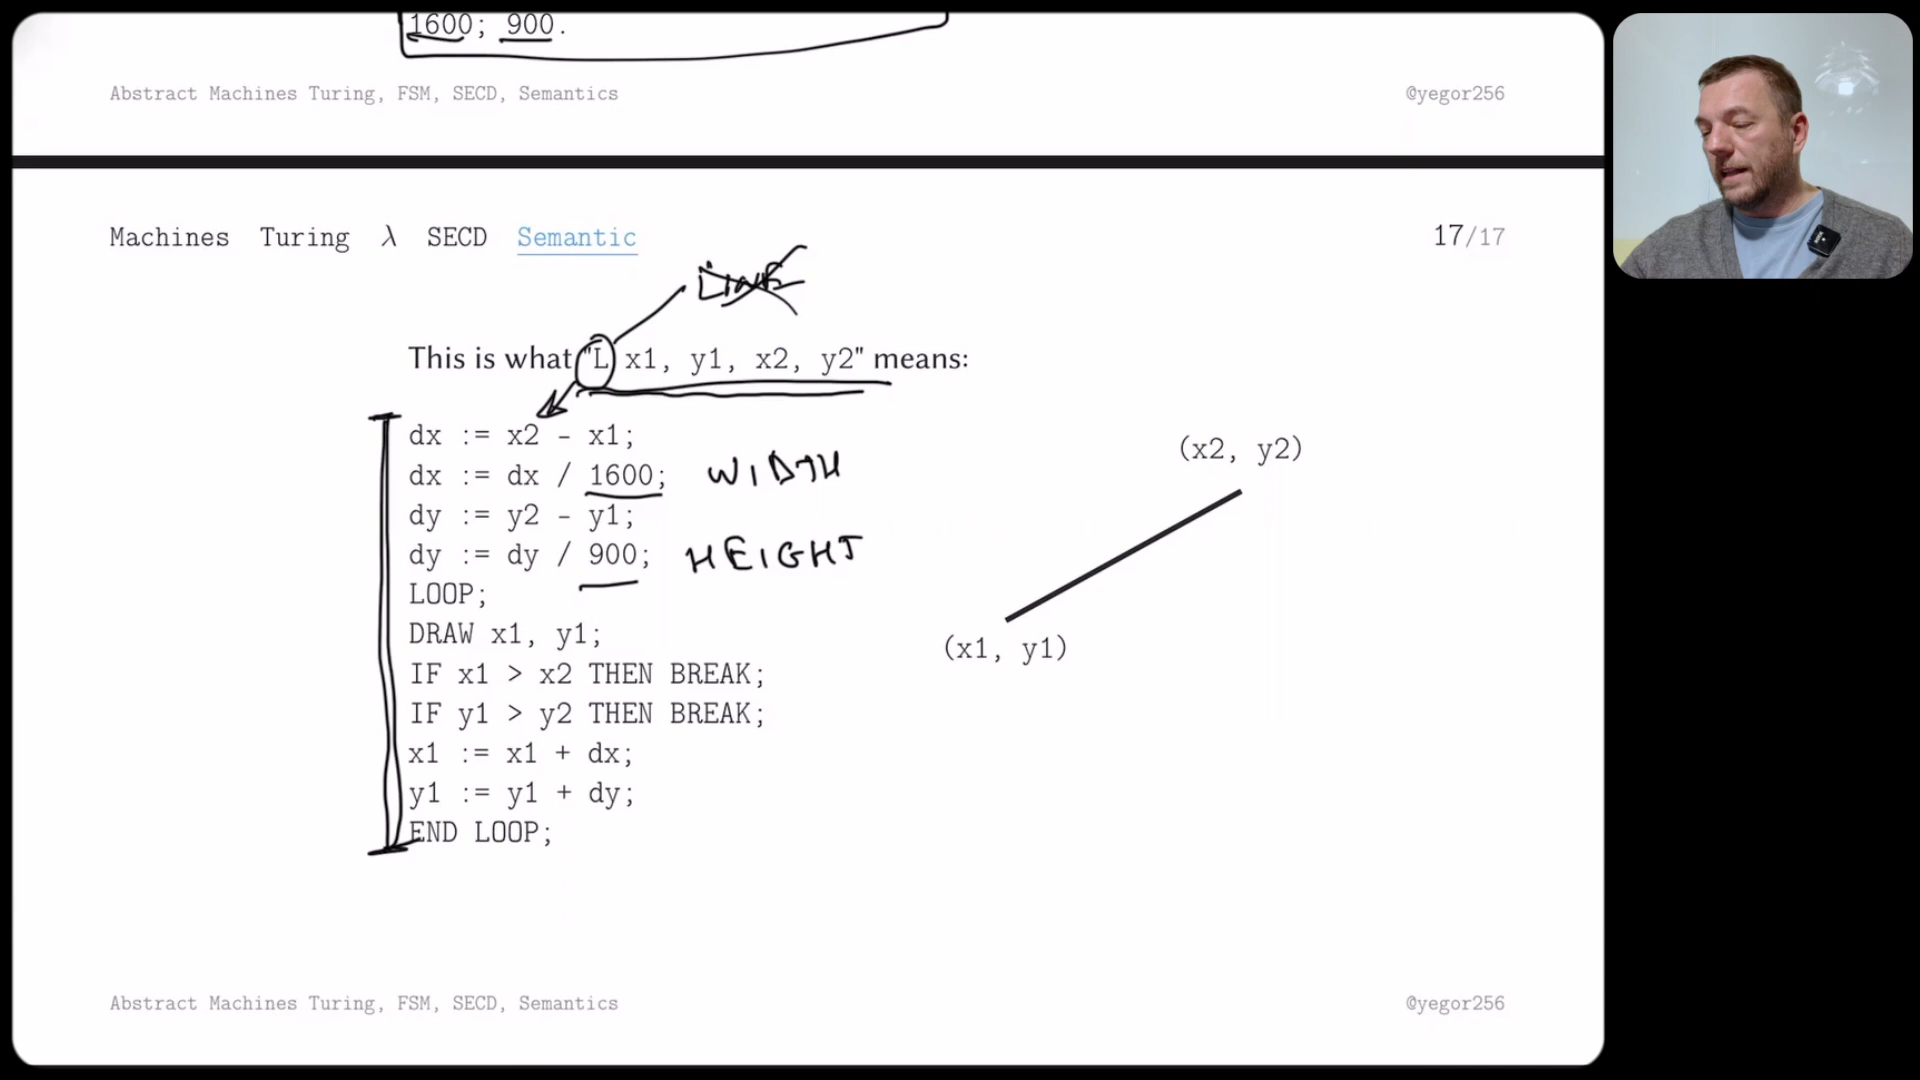 1600; 900.
Abstract Machines Turing, FSM, SECD, Semantics @yegor256
Machines Turing λ SECD Semantic 17/17
LINE
This is what "L x1, y1, x2, y2" means:
dx := x2 - x1;
dx := dx / 1600; WIDTH
dy := y2 - y1;
dy := dy / 900; HEIGHT
LOOP;
DRAW x1, y1;
IF x1 > x2 THEN BREAK;
IF y1 > y2 THEN BREAK;
x1 := x1 + dx;
y1 := y1 + dy;
END LOOP;
(x2, y2)
(x1, y1)
Abstract Machines Turing, FSM, SECD, Semantics @yegor256